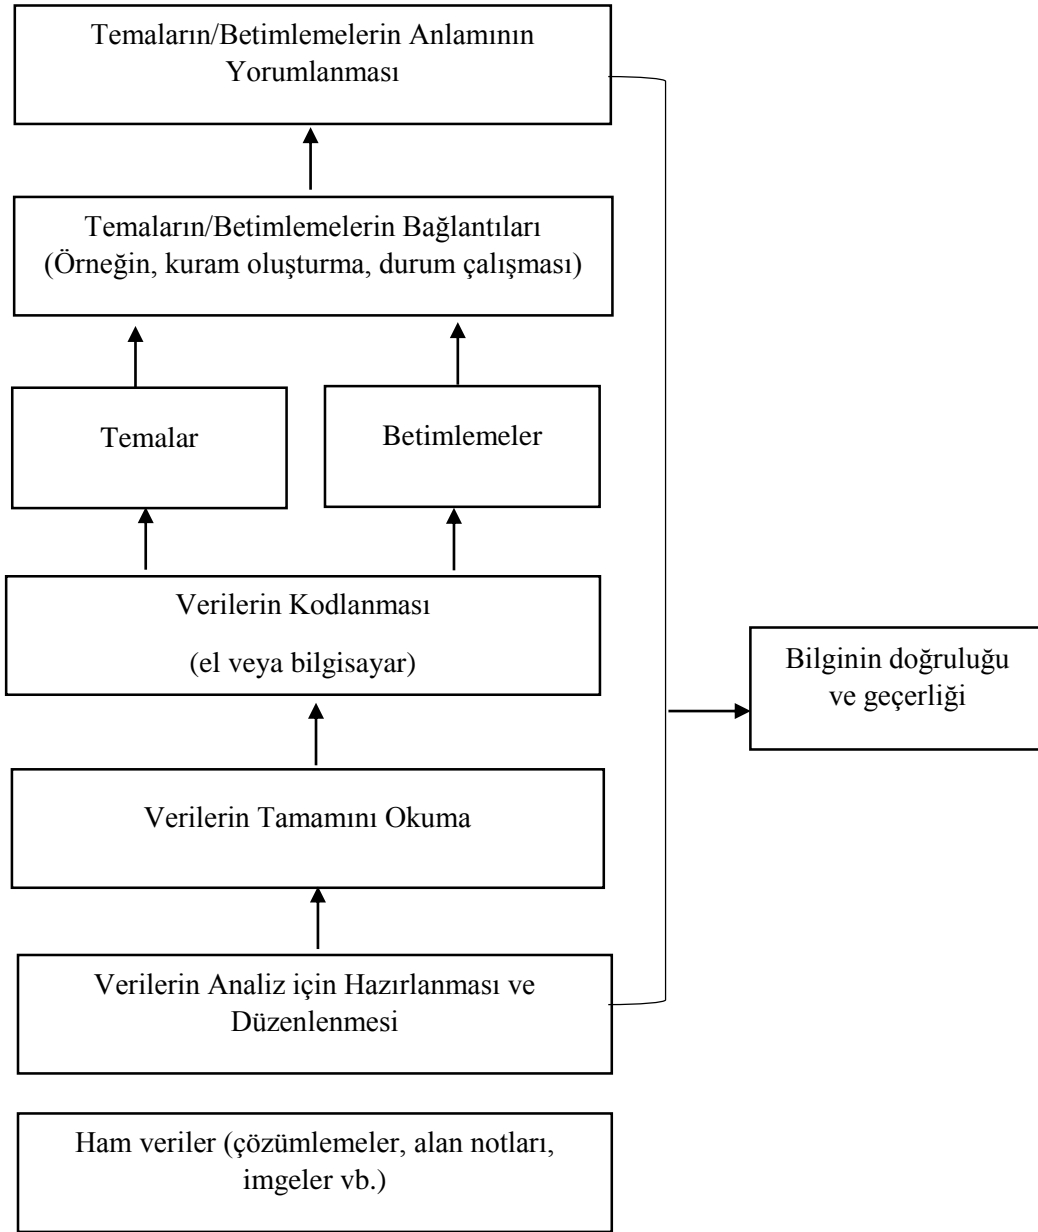 Temaların/Betimlemelerin Anlamının
Yorumlanması
Temaların/Betimlemelerin Bağlantıları
(Örneğin, kuram oluşturma, durum çalışması)
Temalar
Betimlemeler
Verilerin Kodlanması
(el veya bilgisayar)
Bilginin doğruluğu
ve geçerliği
Verilerin Tamamını Okuma
Verilerin Analiz için Hazırlanması ve
Düzenlenmesi
Ham veriler (çözümlemeler, alan notları,
imgeler vb.)